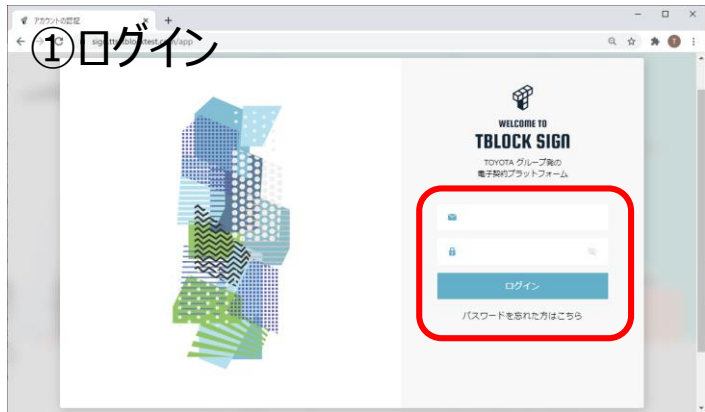 アカウントの認証
①ログイン
WELCOME TO
TBLOCK SIGN
TOYOTA グループ発の
電子契約プラットフォーム
ログイン
パスワードを忘れた方はこちら